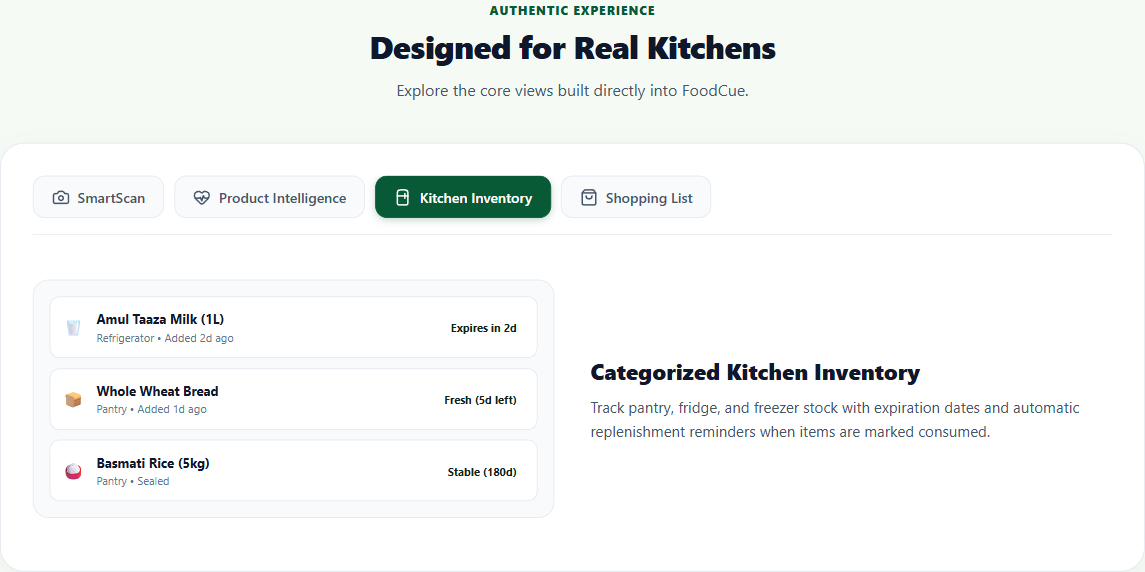 AUTHENTIC EXPERIENCE
Designed for Real Kitchens
Explore the core views built directly into FoodCue.
SmartScan
Product Intelligence
Kitchen Inventory
Shopping List
Amul Taaza Milk (1L)
Refrigerator • Added 2d ago
Expires in 2d
Whole Wheat Bread
Pantry • Added 1d ago
Fresh (5d left)
Basmati Rice (5kg)
Pantry • Sealed
Stable (180d)
Categorized Kitchen Inventory
Track pantry, fridge, and freezer stock with expiration dates and automatic
replenishment reminders when items are marked consumed.